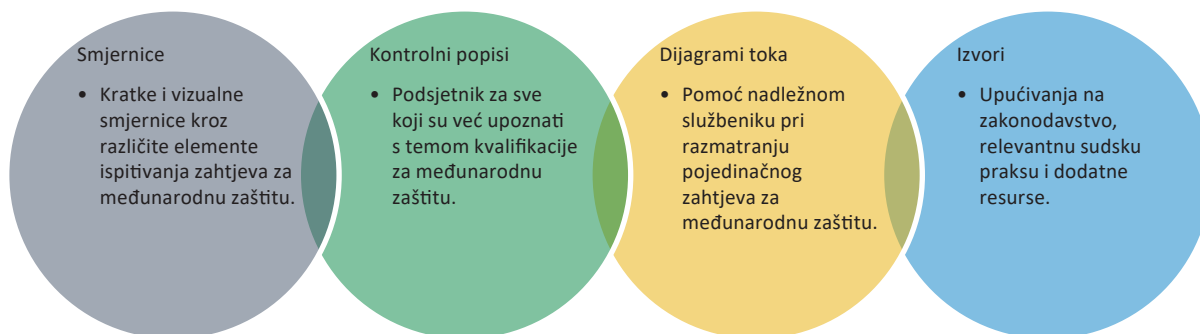 Smjernice
• Kratke i vizualne
smjernice kroz
različite elemente
ispitivanja zahtjeva za
međunarodnu zaštitu.
Kontrolni popisi
• Podsjetnik za sve
koji su već upoznati
s temom kvalifikacije
za međunarodnu
zaštitu.
Dijagrami toka
• Pomoć nadležnom
službeniku pri
razmatranju
pojedinačnog
zahtjeva za
međunarodnu zaštitu.
Izvori
• Upućivanja na
zakonodavstvo,
relevantnu sudsku
praksu i dodatne
resurse.